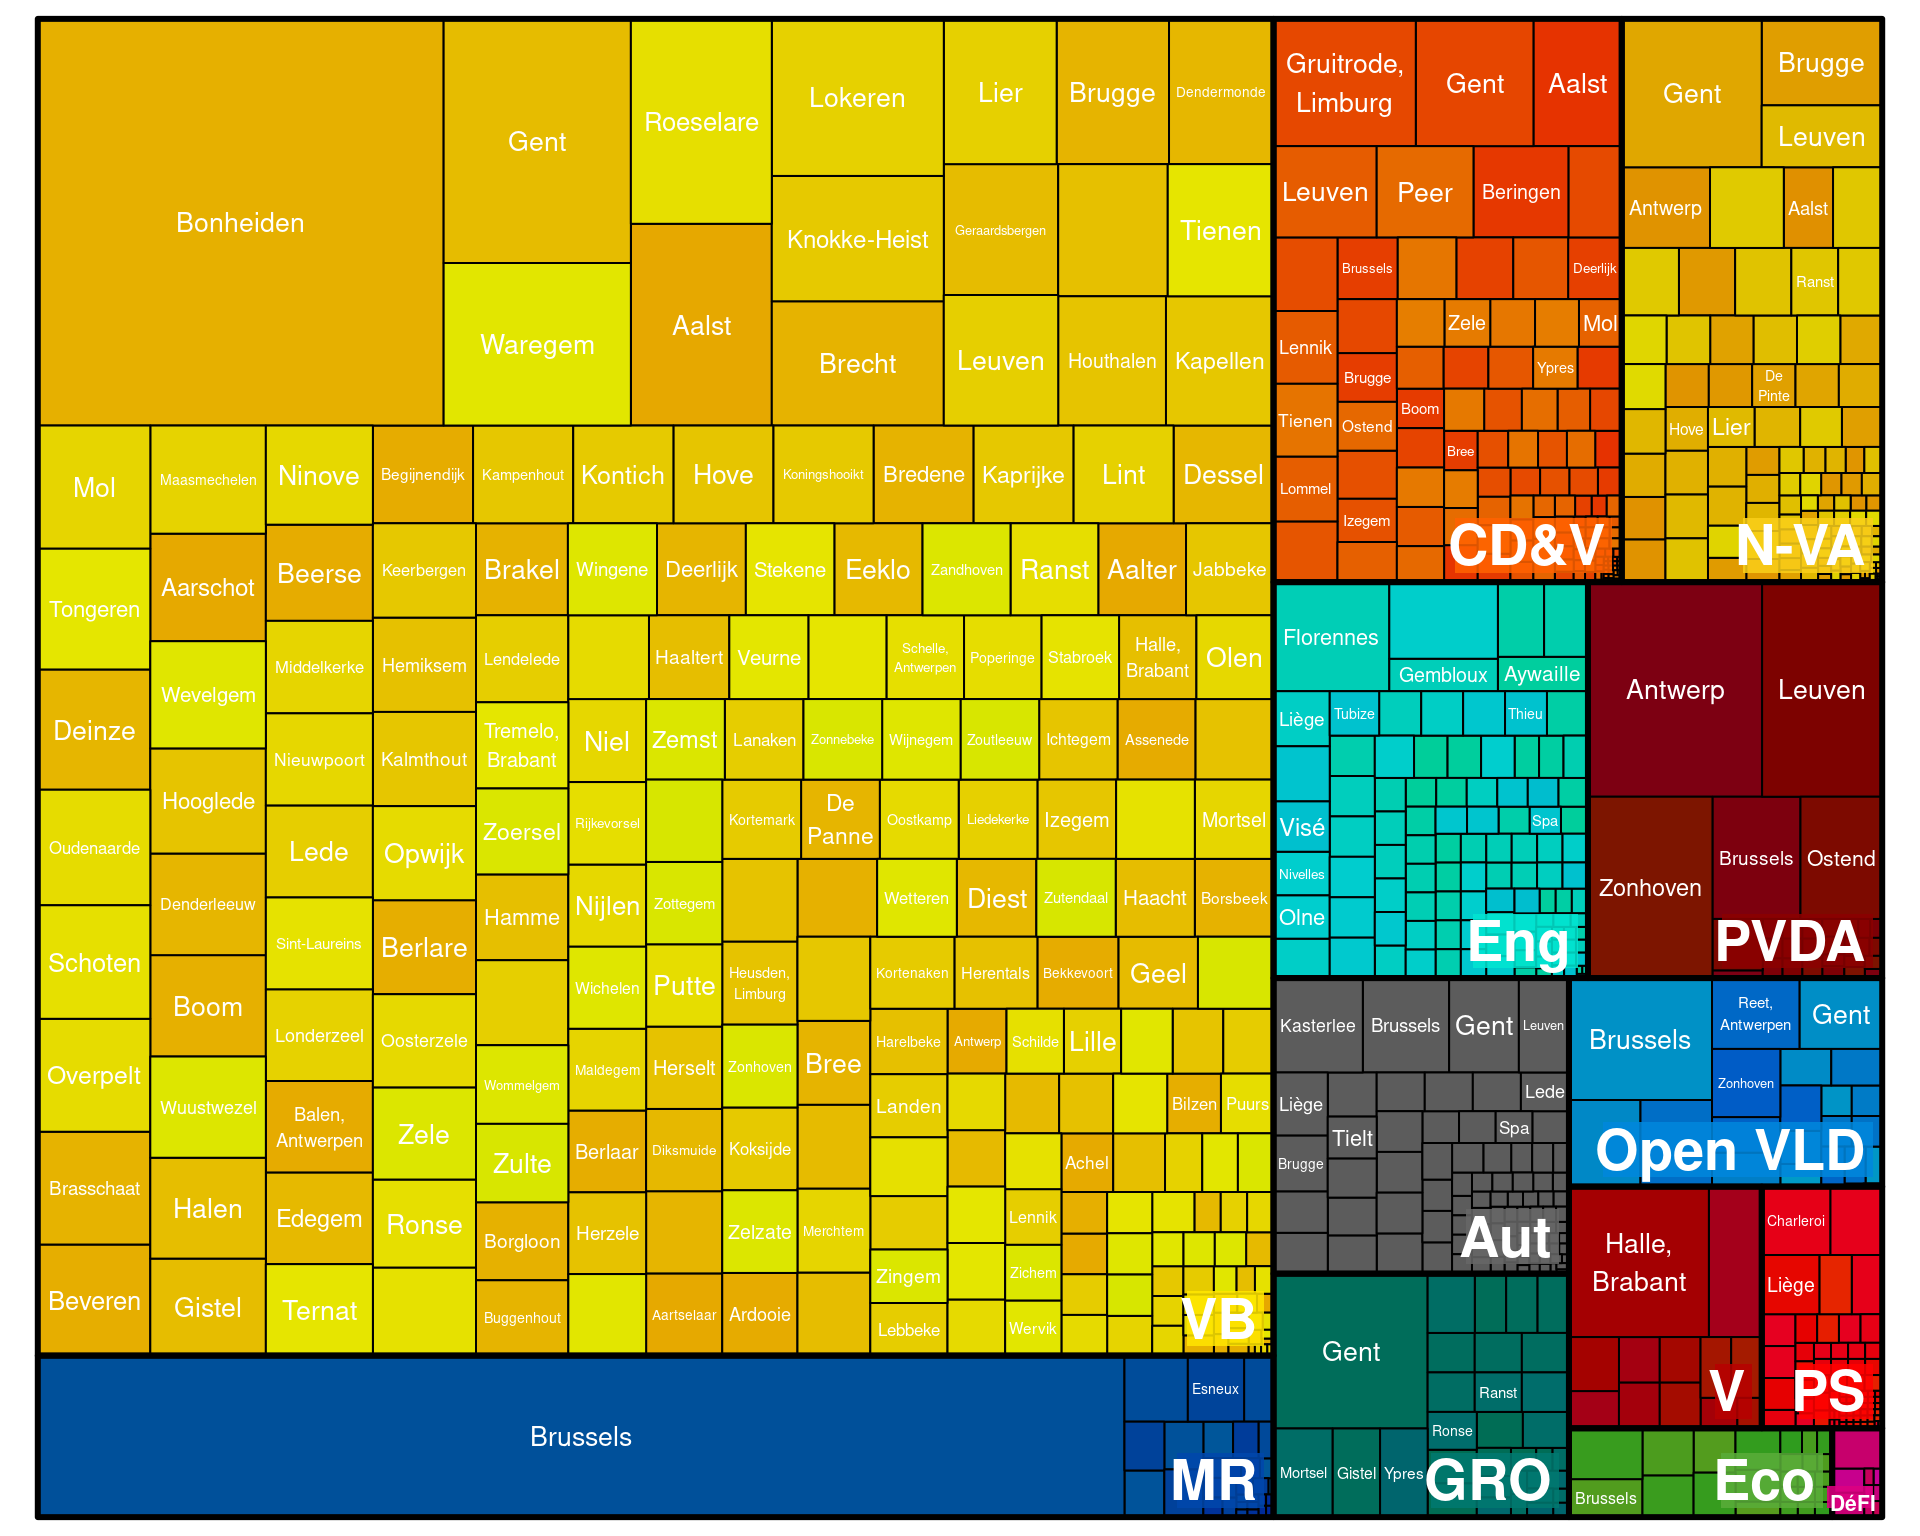 Bonheiden
Gent
Waregem
Roeselare
Aalst
Lokeren
Knokke-Heist
Brecht
Lier
Brugge
Dendermonde
Geraardsbergen
Tienen
Leuven
Houthalen
Kapellen
Mol
Tongeren
Deinze
Oudenaarde
Schoten
Overpelt
Brasschaat
Beveren
Maasmechelen
Aarschot
Wevelgem
Hooglede
Denderleeuw
Boom
Wuustwezel
Halen
Gistel
Ninove
Beerse
Middelkerke
Nieuwpoort
Lede
Sint-Laureins
Londerzeel
Balen,
Antwerpen
Edegem
Ternat
Begijnendijk
Kampenhout
Kontich
Hove
Koningshooikt
Bredene
Kaprijke
Lint
Dessel
Keerbergen
Hemiksem
Kalmthout
Opwijk
Berlare
Oosterzele
Zele
Ronse
Brakel
Wingene
Deerlijk
Stekene
Eeklo
Zandhoven
Ranst
Aalter
Jabbeke
Lendelede
Tremelo,
Brabant
Zoersel
Hamme
Wommelgem
Zulte
Borgloon
Buggenhout
Haaltert
Veurne
Schelle,
Antwerpen
Poperinge
Stabroek
Halle,
Brabant
Olen
Niel
Rijkevorsel
Nijlen
Wichelen
Maldegem
Berlaar
Herzele
Zemst
Lanaken
Zonnebeke
Wijnegem
Zoutleeuw
Ichtegem
Assenede
Zottegem
Putte
Herselt
Diksmuide
Aartselaar
Kortemark
De
Panne
Oostkamp
Liedekerke
Izegem
Mortsel
Heusden,
Limburg
Zonhoven
Koksijde
Zelzate
Ardooie
Wetteren
Diest
Zutendaal
Haacht
Borsbeek
Bree
Merchtem
Kortenaken
Herentals
Bekkevoort
Geel
Harelbeke
Antwerp
Schilde
Lille
Landen
Bilzen
Puurs
Achel
Zingem
Lebbeke
Lennik
Zichem
Wervik
VB
Brussels
Esneux
MR
Gruitrode,
Limburg
Gent
Aalst
Leuven
Peer
Beringen
Brussels
Deerlijk
Lennik
Zele
Mol
Brugge
Ypres
Tienen
Boom
Ostend
Bree
Lommel
Izegem
CD&V
Gent
Brugge
Leuven
Antwerp
Aalst
Ranst
De
Pinte
Hove
Lier
N-VA
Florennes
Gembloux
Aywaille
Liège
Tubize
Thieu
Visé
Spa
Nivelles
Olne
Eng
Antwerp
Leuven
Zonhoven
Brussels
Ostend
PVDA
Kasterlee
Brussels
Gent
Leuven
Liège
Lede
Tielt
Spa
Brugge
Aut
Brussels
Reet,
Antwerpen
Gent
Zonhoven
Open VLD
Gent
Ranst
Ronse
Mortsel
Gistel
Ypres
GRO
Halle,
Brabant
V
Charleroi
Liège
PS
Brussels
Eco
DéFI